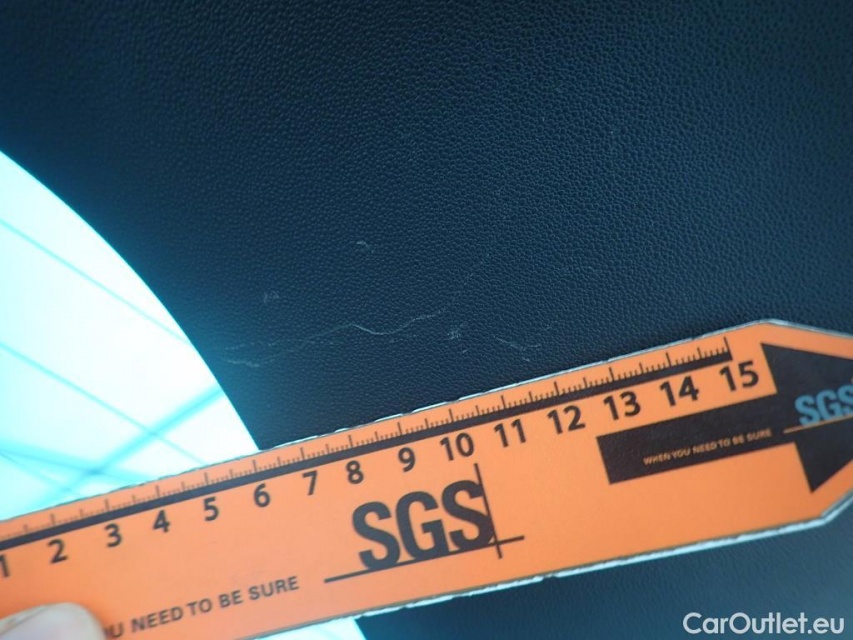 1 2 3 4 5 6 7 8 9 10 11 12 13 14 15
SGS
WHEN YOU NEED TO BE SURE
SGS
U NEED TO BE SURE
CarOutlet.eu